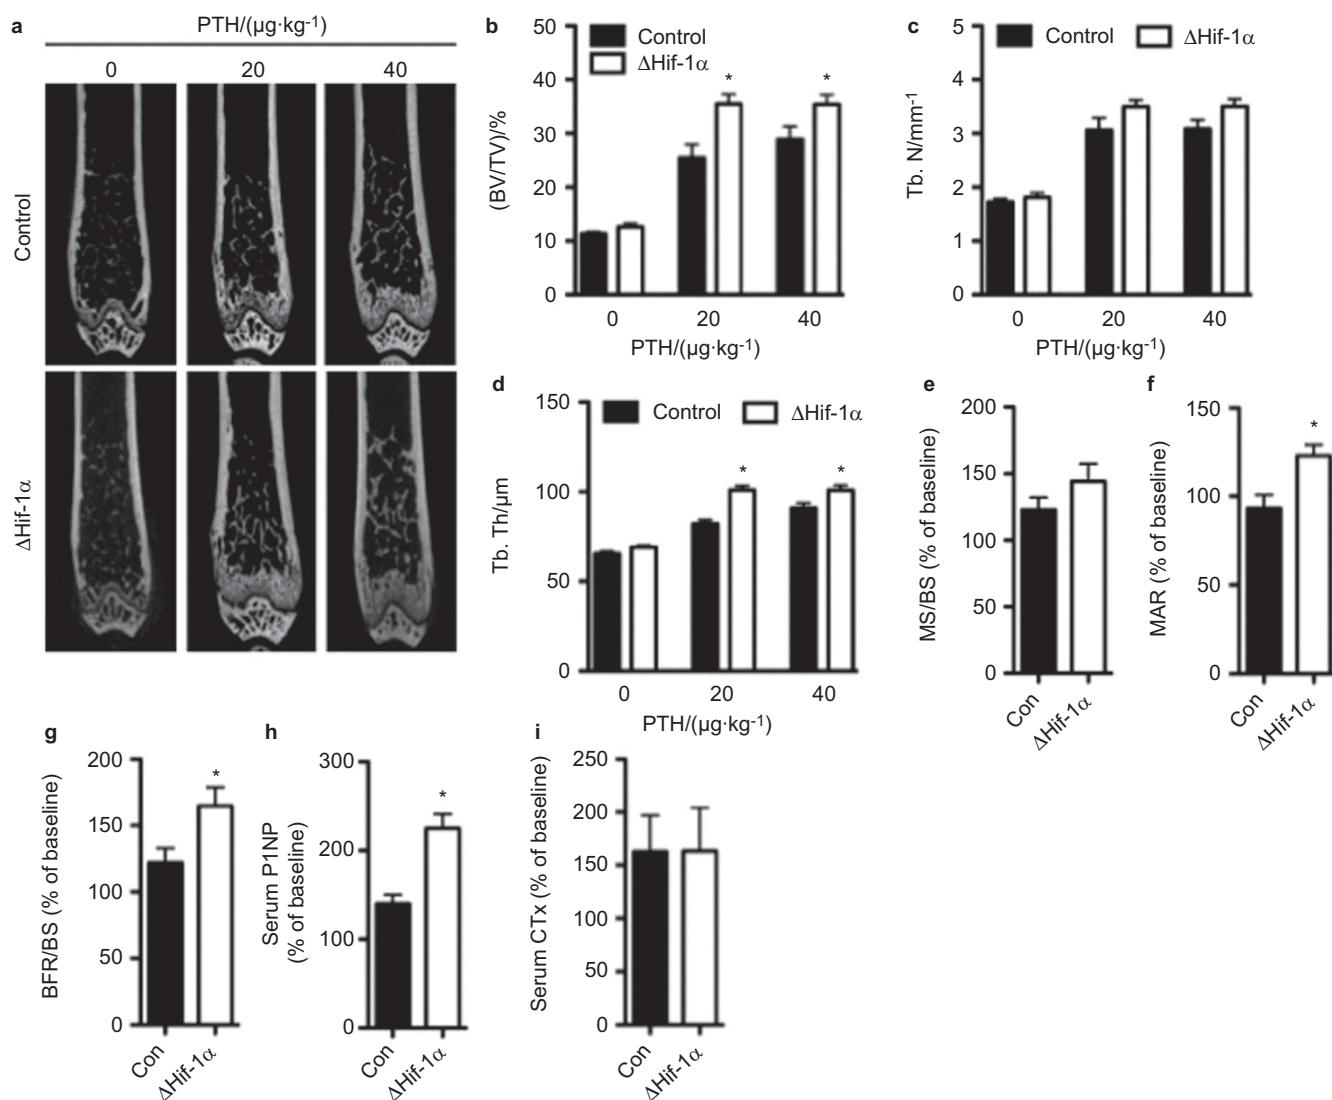 a
PTH/(µg·kg-1)
0 20 40
Control
ΔHif-1α
b
Control
ΔHif-1α
(BV/TV)/%
50
40
30
20
10
0
* *
0 20 40
PTH/(µg·kg-1)
c
Control ΔHif-1α
Tb. N/mm-1
5
4
3
2
1
0
0 20 40
PTH/(µg·kg-1)
d
Control ΔHif-1α
Tb. Th/µm
150
100
50
0
* *
0 20 40
PTH/(µg·kg-1)
e
MS/BS (% of baseline)
200
150
100
50
0
Con ΔHif-1α
f
MAR (% of baseline)
150
100
50
0
*
Con ΔHif-1α
g
BFR/BS (% of baseline)
200
150
100
50
0
*
Con ΔHif-1α
h
Serum P1NP
(% of baseline)
300
200
100
0
*
Con ΔHif-1α
i
Serum CTx (% of baseline)
250
200
150
100
50
0
Con ΔHif-1α